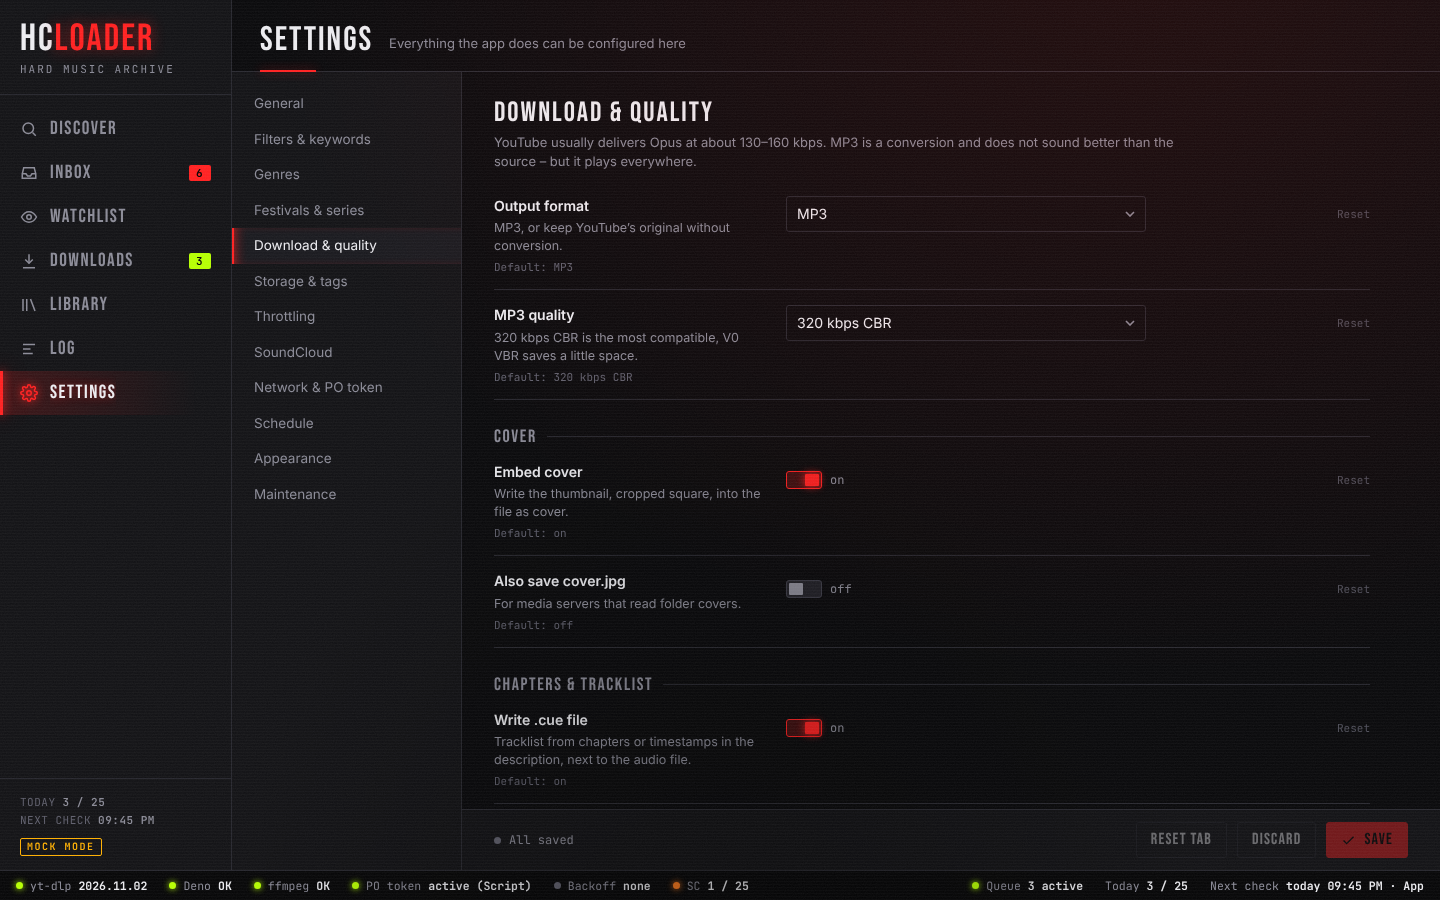 HCLOADER
HARD MUSIC ARCHIVE
DISCOVER
INBOX 6
WATCHLIST
DOWNLOADS 3
LIBRARY
LOG
SETTINGS
TODAY 3 / 25
NEXT CHECK 09:45 PM
MOCK MODE
SETTINGS Everything the app does can be configured here
General
Filters & keywords
Genres
Festivals & series
Download & quality
Storage & tags
Throttling
SoundCloud
Network & PO token
Schedule
Appearance
Maintenance
DOWNLOAD & QUALITY
YouTube usually delivers Opus at about 130–160 kbps. MP3 is a conversion and does not sound better than the
source – but it plays everywhere.
Output format
MP3, or keep YouTube's original without
conversion.
Default: MP3
MP3
Reset
MP3 quality
320 kbps CBR is the most compatible, V0
VBR saves a little space.
Default: 320 kbps CBR
320 kbps CBR
Reset
COVER
Embed cover
Write the thumbnail, cropped square, into the
file as cover.
Default: on
on
Reset
Also save cover.jpg
For media servers that read folder covers.
Default: off
off
Reset
CHAPTERS & TRACKLIST
Write .cue file
Tracklist from chapters or timestamps in the
description, next to the audio file.
Default: on
on
Reset
All saved
RESET TAB
DISCARD
SAVE
yt-dlp 2026.11.02 Deno OK ffmpeg OK PO token active (Script) Backoff none SC 1 / 25 Queue 3 active Today 3 / 25 Next check today 09:45 PM · App